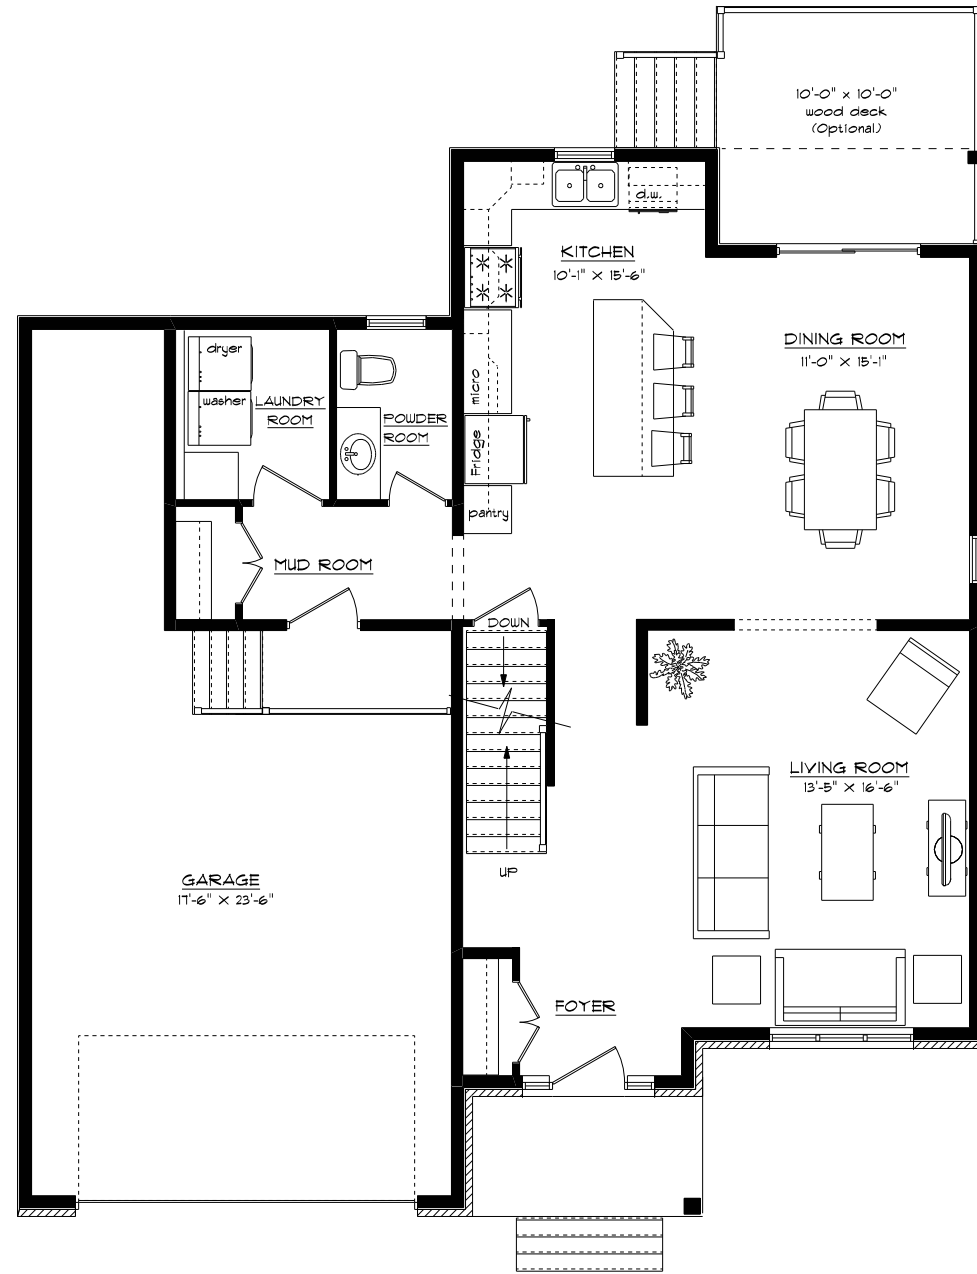 10'-0" x 10'-0"
wood deck
(Optional)
d.w.
KITCHEN
10'-1" X 15'-6"
DINING ROOM
11'-0" X 15'-1"
dryer
washer
LAUNDRY
ROOM
POWDER
ROOM
micro
Fridge
pantry
MUD ROOM
DOWN
LIVING ROOM
13'-5" X 16'-6"
UP
GARAGE
17'-6" X 23'-6"
FOYER